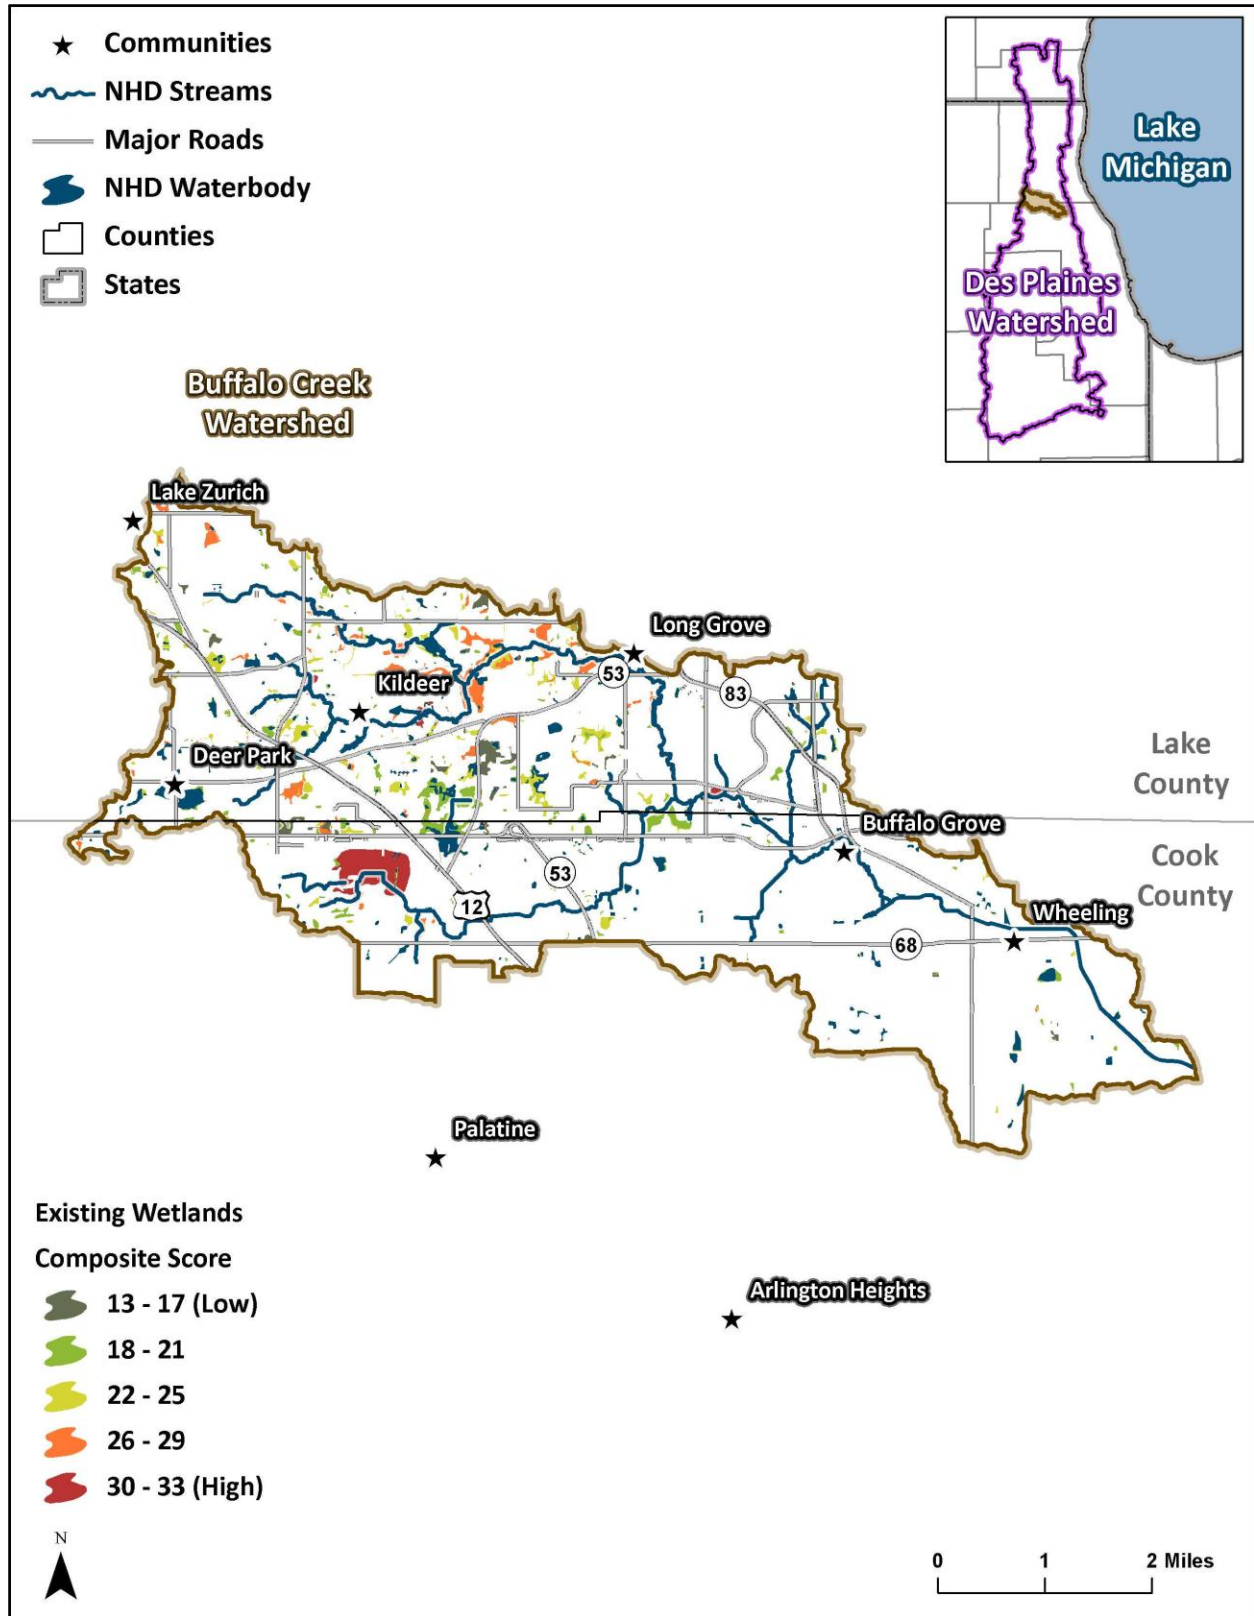 Communities
NHD Streams
Major Roads
NHD Waterbody
Counties
States
Lake
Michigan
Des Plaines
Watershed
Buffalo Creek
Watershed
Lake Zurich
Long Grove
53
83
Kildeer
Deer Park
Lake
County
Buffalo Grove
Cook
County
53
12
Wheeling
68
Palatine
Arlington Heights
Existing Wetlands
Composite Score
13 - 17 (Low)
18 - 21
22 - 25
26 - 29
30 - 33 (High)
N
0 1 2 Miles